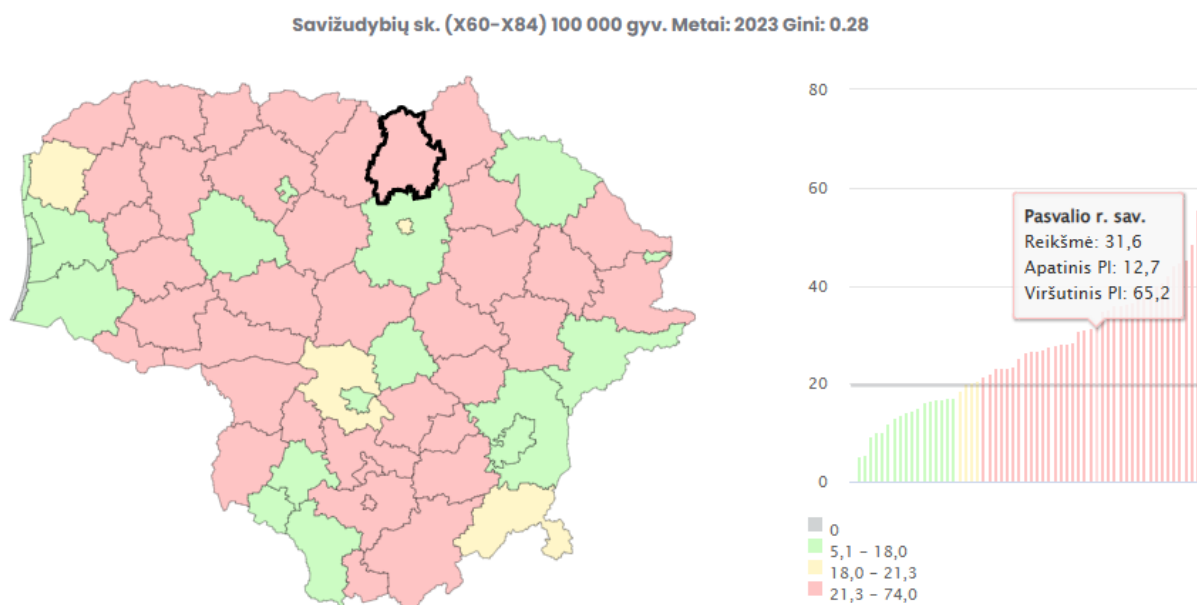 Savižudybių sk. (X60-X84) 100 000 gyv. Metai: 2023 Gini: 0.28
80
60
Pasvalio r. sav.
Reikšmė: 31,6
Apatinis PI: 12,7
Viršutinis PI: 65,2
40
20
0
0
5,1 - 18,0
18,0 - 21,3
21,3 - 74,0